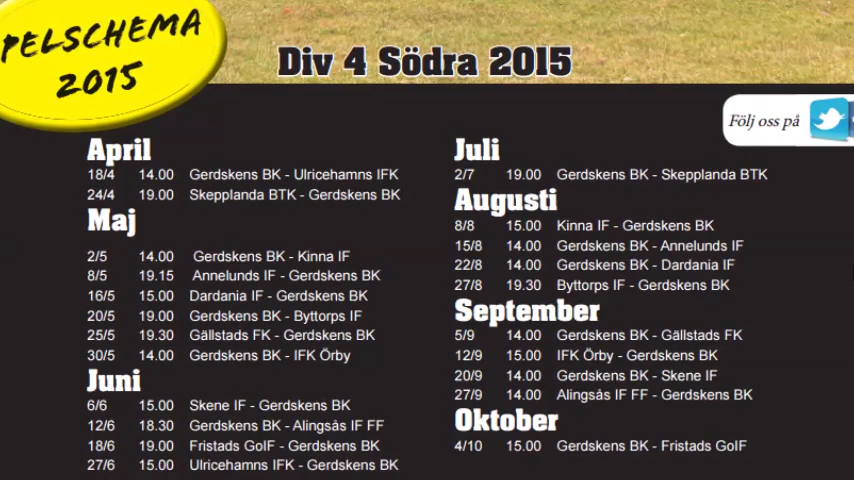 PELSCHEMA
2015
Div 4 Södra 2015
Följ oss på
April
18/4 14.00 Gerdskens BK - Ulricehamns IFK
24/4 19.00 Skepplanda BTK - Gerdskens BK
Maj
2/5 14.00 Gerdskens BK - Kinna IF
8/5 19.15 Annelunds IF - Gerdskens BK
16/5 15.00 Dardania IF - Gerdskens BK
20/5 19.00 Gerdskens BK - Byttorps IF
25/5 19.30 Gällstads FK - Gerdskens BK
30/5 14.00 Gerdskens BK - IFK Örby
Juni
6/6 15.00 Skene IF - Gerdskens BK
12/6 18.30 Gerdskens BK - Alingsås IF FF
18/6 19.00 Fristads GoIF - Gerdskens BK
27/6 15.00 Ulricehamns IFK - Gerdskens BK
Juli
2/7 19.00 Gerdskens BK - Skepplanda BTK
Augusti
8/8 15.00 Kinna IF - Gerdskens BK
15/8 14.00 Gerdskens BK - Annelunds IF
22/8 14.00 Gerdskens BK - Dardania IF
27/8 19.30 Byttorps IF - Gerdskens BK
September
5/9 14.00 Gerdskens BK - Gällstads FK
12/9 15.00 IFK Örby - Gerdskens BK
20/9 14.00 Gerdskens BK - Skene IF
27/9 14.00 Alingsås IF FF - Gerdskens BK
Oktober
4/10 15.00 Gerdskens BK - Fristads GoIF